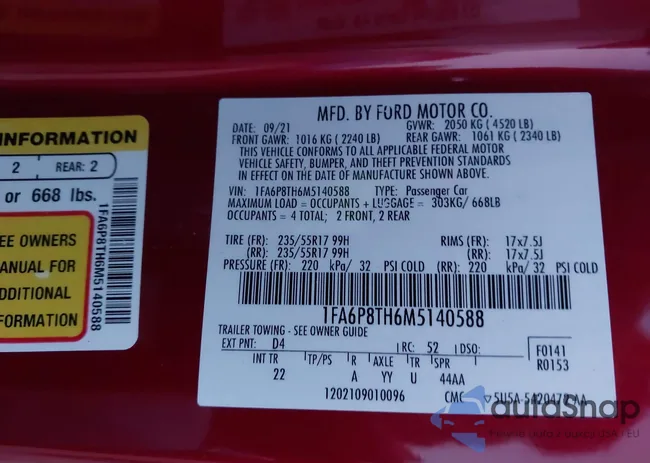 INFORMATION
2 REAR: 2
or 668 lbs.
EE OWNERS
ANUAL FOR
DDITIONAL
NFORMATION
1FA6P8TH6M5140588
MFD. BY FORD MOTOR CO.
DATE: 09/21 GVWR: 2050 KG (4520 LB)
FRONT GAWR: 1016 KG (2240 LB) REAR GAWR: 1061 KG (2340 LB)
THIS VEHICLE CONFORMS TO ALL APPLICABLE FEDERAL MOTOR
VEHICLE SAFETY, BUMPER, AND THEFT PREVENTION STANDARDS
IN EFFECT ON THE DATE OF MANUFACTURE SHOWN ABOVE.
VIN: 1FA6P8TH6M5140588 TYPE: Passenger Car
MAXIMUM LOAD = OCCUPANTS + LUGGAGE = 303KG/ 668LB
OCCUPANTS = 4 TOTAL; 2 FRONT, 2 REAR
TIRE (FR): 235/55R17 99H RIMS (FR): 17x7.5J
(RR): 235/55R17 99H (RR): 17x7.5J
PRESSURE (FR): 220 kPa/ 32 PSI COLD (RR): 220 kPa/ 32 PSI COLD
1FA6P8TH6M5140588
TRAILER TOWING - SEE OWNER GUIDE
EXT PNT: D4 RC: 52 DSO: F0141
R0153
INT TR TP/PS R AXLE TR SPR
22 A YY U 44AA
1202109010096 CMC ▽5U5A-5420472-AA
autoSnap